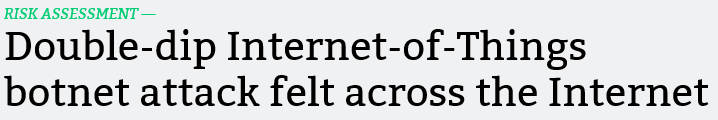 RISK ASSESSMENT —
Double-dip Internet-of-Things
botnet attack felt across the Internet